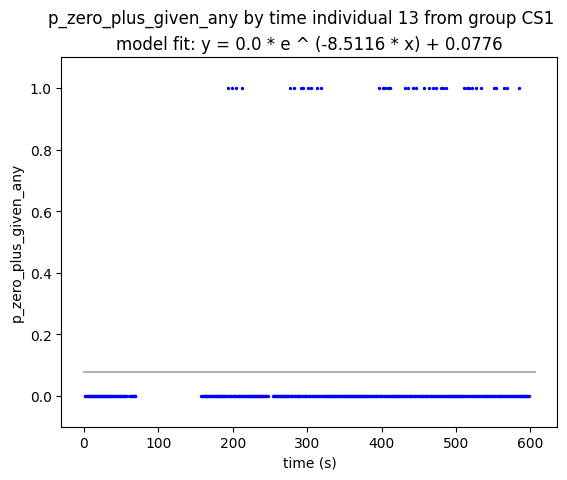 p_zero_plus_given_any by time individual 13 from group CS1
model fit: y = 0.0 * e ^ (-8.5116 * x) + 0.0776
1.0
0.8
0.6
0.4
0.2
0.0
p_zero_plus_given_any
0 100 200 300 400 500 600
time (s)